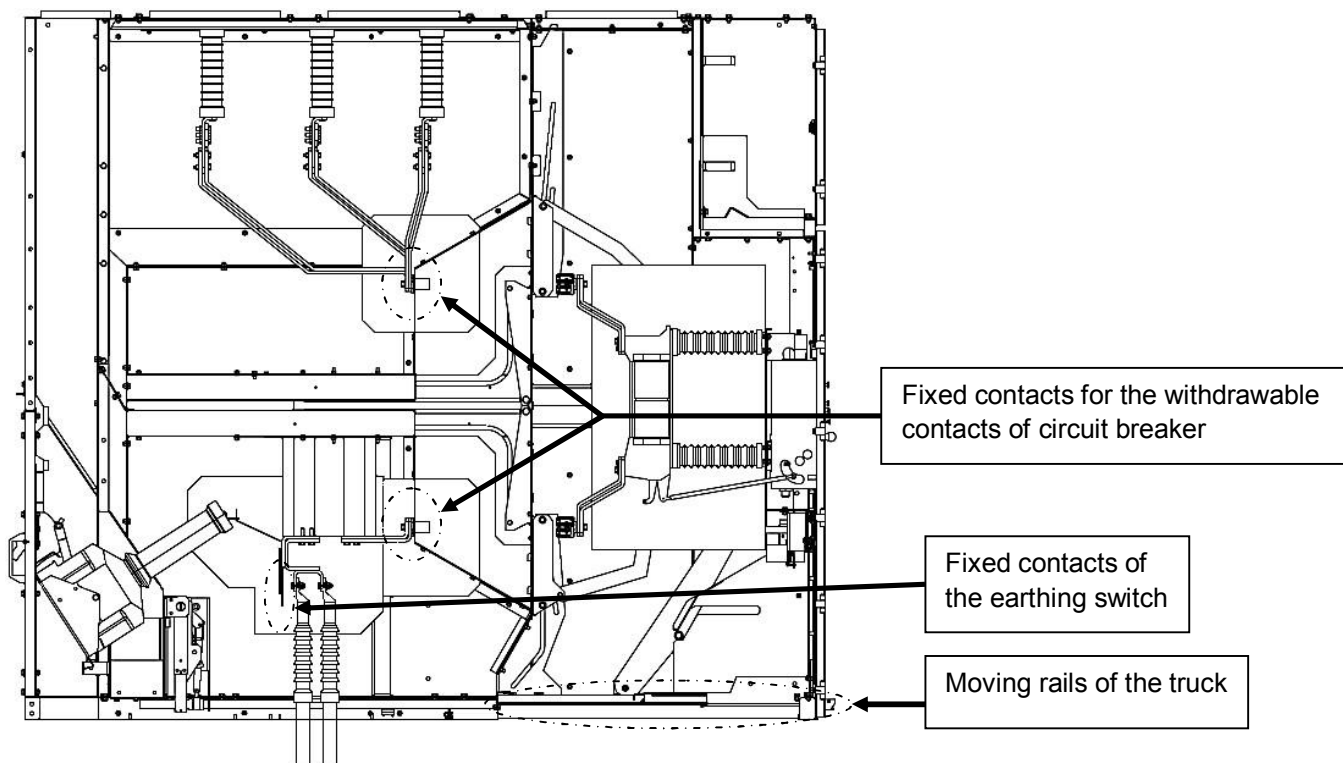 Fixed contacts for the withdrawable
contacts of circuit breaker
Fixed contacts of
the earthing switch
Moving rails of the truck